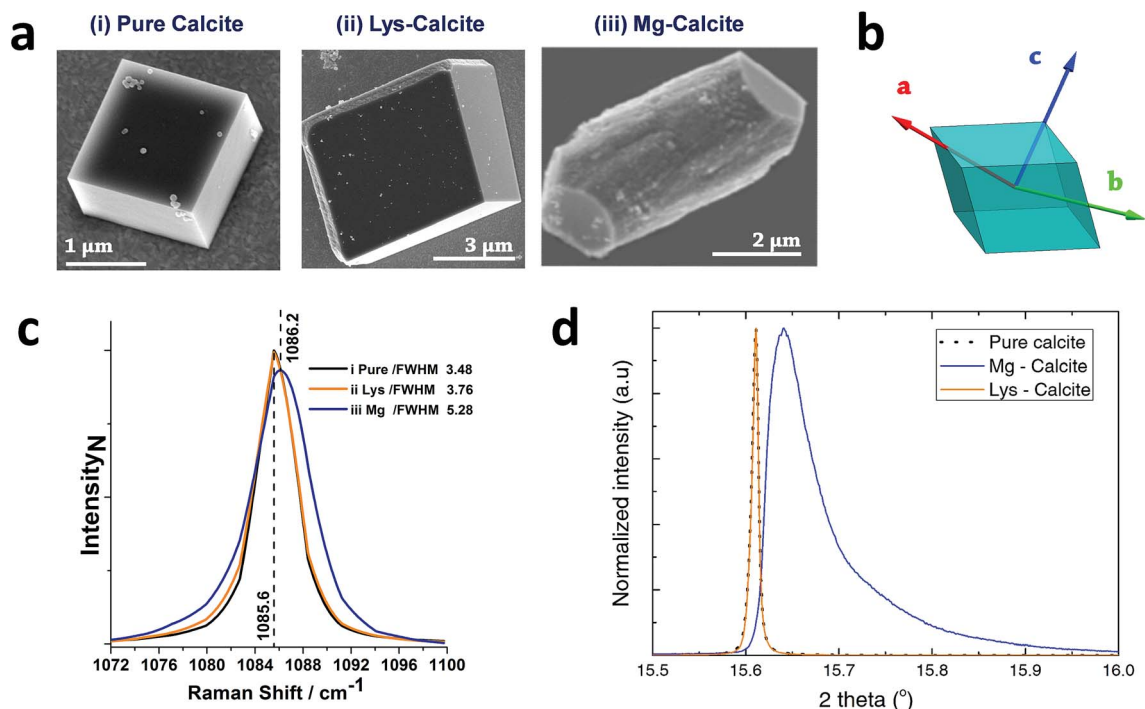 a
(i) Pure Calcite
(ii) Lys-Calcite
(iii) Mg-Calcite
1 μm
3 μm
2 μm
b
a
c
b
c
1086.2
1085.6
i Pure /FWHM 3.48
ii Lys /FWHM 3.76
iii Mg /FWHM 5.28
IntensityN
1072 1076 1080 1084 1088 1092 1096 1100
Raman Shift / cm-1
d
Pure calcite
Mg - Calcite
Lys - Calcite
Normalized intensity (a.u)
15.5 15.6 15.7 15.8 15.9 16.0
2 theta (°)